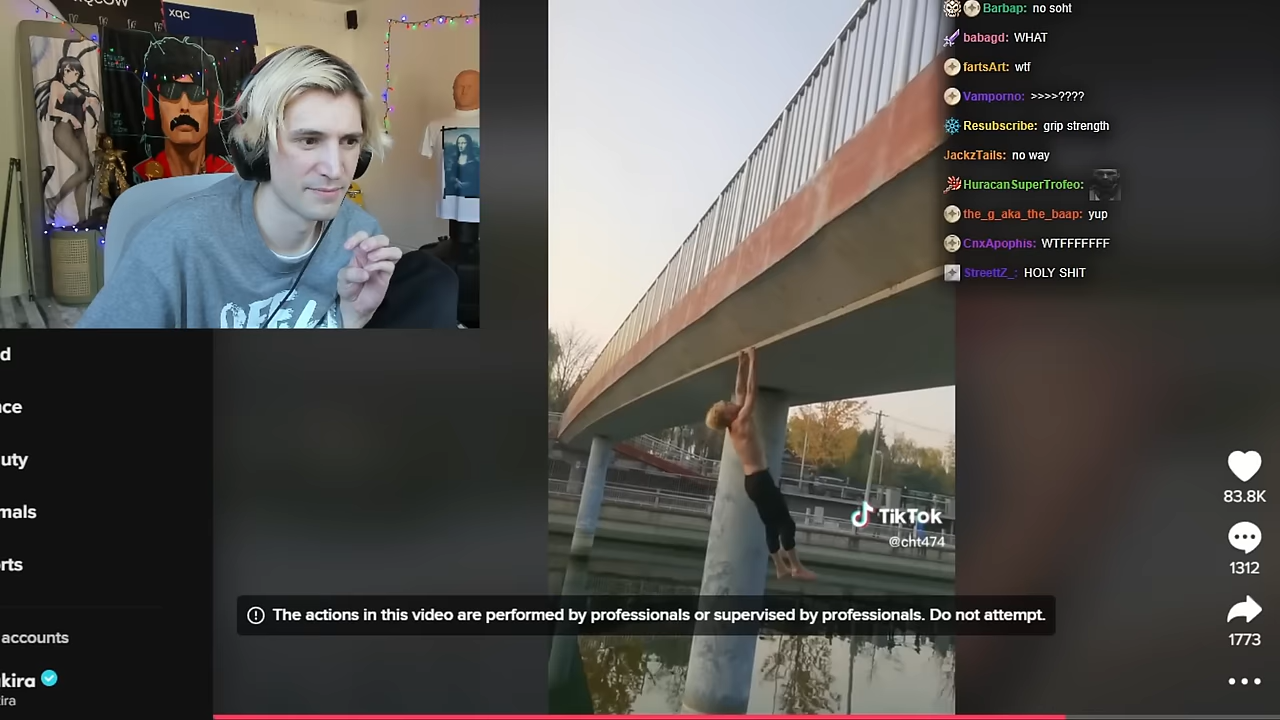 xQcOW
xqc
Barbap: no soht
babagd: WHAT
fartsArt: wtf
Vamporno: >>>>????
Resubscribe: grip strength
JackzTails: no way
HuracanSuperTrofeo:
the_g_aka_the_baap: yup
CnxApophis: WTFFFFFFF
StreettZ_: HOLY SHIT
d
nce
uty
mals
rts
accounts
kira
ira
TikTok
@cht474
The actions in this video are performed by professionals or supervised by professionals. Do not attempt.
83.8K
1312
1773